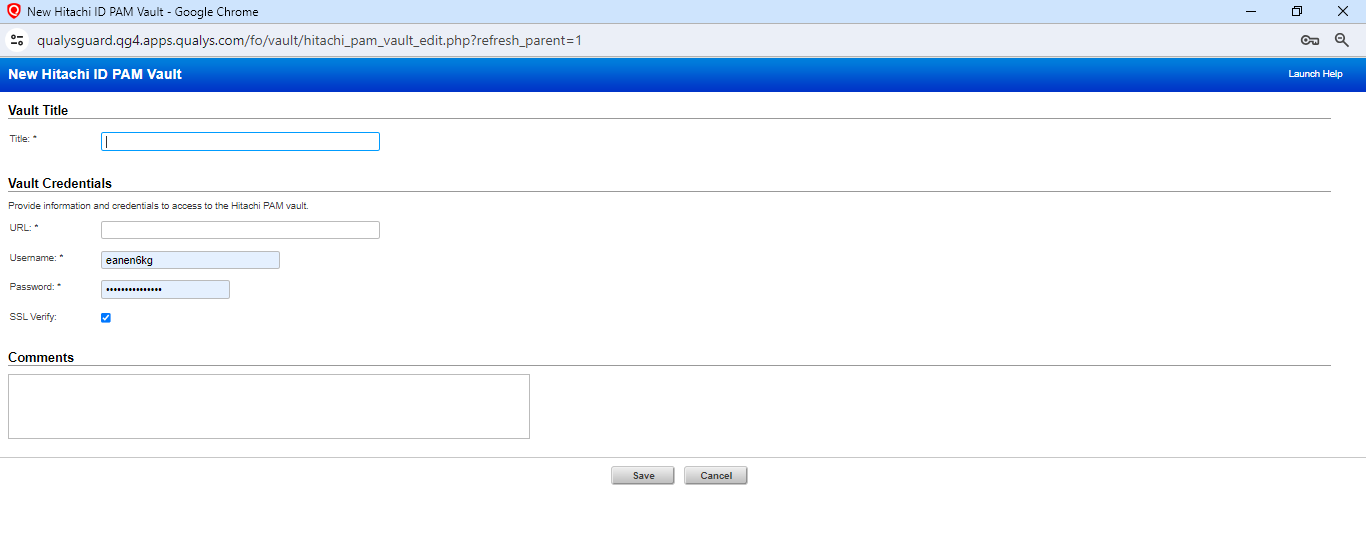 New Hitachi ID PAM Vault - Google Chrome
qualysguard.qg4.apps.qualys.com/fo/vault/hitachi_pam_vault_edit.php?refresh_parent=1
New Hitachi ID PAM Vault Launch Help
Vault Title
Title: *
Vault Credentials
Provide information and credentials to access to the Hitachi PAM vault.
URL: *
Username: * eanen6kg
Password: * •••••••••••••••
SSL Verify:
Comments
Save Cancel